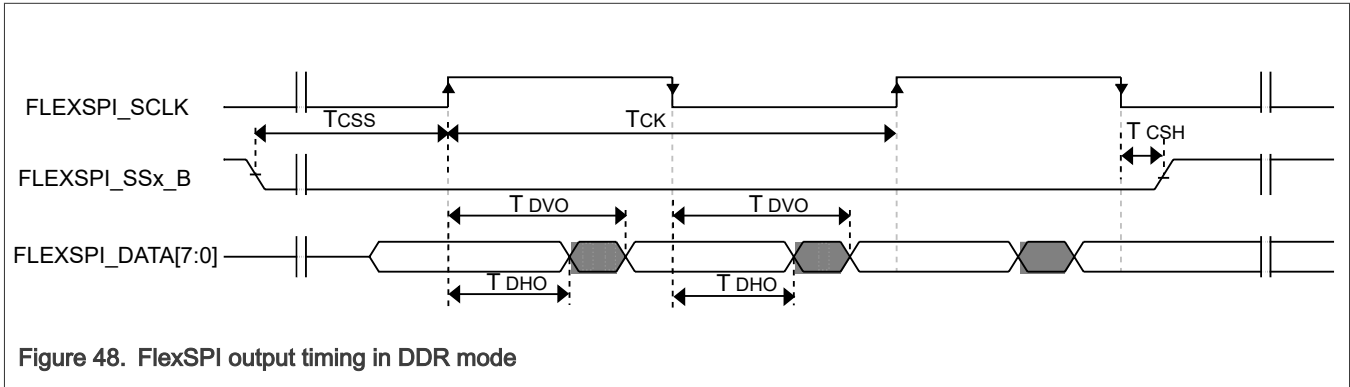 FLEXSPI_SCLK
TCSS
TCK
T CSH
FLEXSPI_SSx_B
T DVO
T DVO
FLEXSPI_DATA[7:0]
T DHO
T DHO
Figure 48. FlexSPI output timing in DDR mode